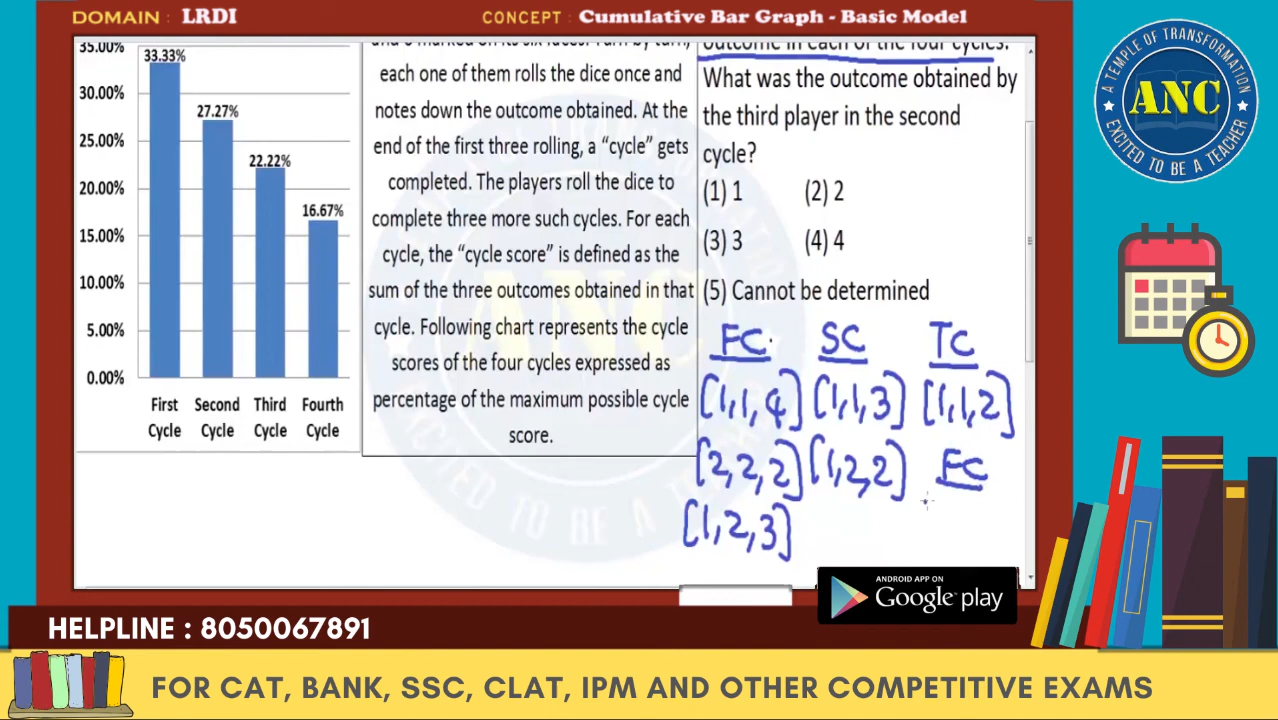 DOMAIN : LRDI
CONCEPT : Cumulative Bar Graph - Basic Model
35.00%
30.00%
25.00%
20.00%
15.00%
10.00%
5.00%
0.00%
33.33%
27.27%
22.22%
16.67%
First Cycle
Second Cycle
Third Cycle
Fourth Cycle
each one of them rolls the dice once and
notes down the outcome obtained. At the
end of the first three rolling, a “cycle” gets
completed. The players roll the dice to
complete three more such cycles. For each
cycle, the “cycle score” is defined as the
sum of the three outcomes obtained in that
cycle. Following chart represents the cycle
scores of the four cycles expressed as
percentage of the maximum possible cycle
score.
outcome in each of the four cycles.
What was the outcome obtained by
the third player in the second
cycle?
(1) 1 (2) 2
(3) 3 (4) 4
(5) Cannot be determined
FC SC TC
[1,1,4] [1,1,3] [1,1,2]
[2,2,2] [1,2,2] FC
[1,2,3]
A TEMPLE OF TRANSFORMATION
ANC
EXCITED TO BE A TEACHER
ANDROID APP ON
Google play
HELPLINE : 8050067891
FOR CAT, BANK, SSC, CLAT, IPM AND OTHER COMPETITIVE EXAMS